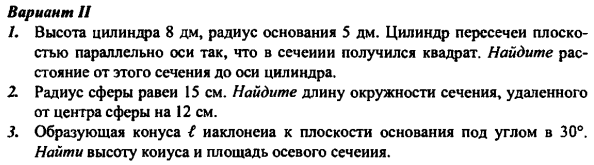 Вариант II
1. Высота цилиндра 8 дм, радиус основания 5 дм. Цилиндр пересечен плоско-
стью параллельно оси так, что в сечении получился квадрат. Найдите рас-
стояние от этого сечения до оси цилиндра.
2. Радиус сферы равен 15 см. Найдите длину окружности сечения, удаленного
от центра сферы на 12 см.
3. Образующая конуса ℓ наклонена к плоскости основания под углом в 30°.
Найти высоту конуса и площадь осевого сечения.